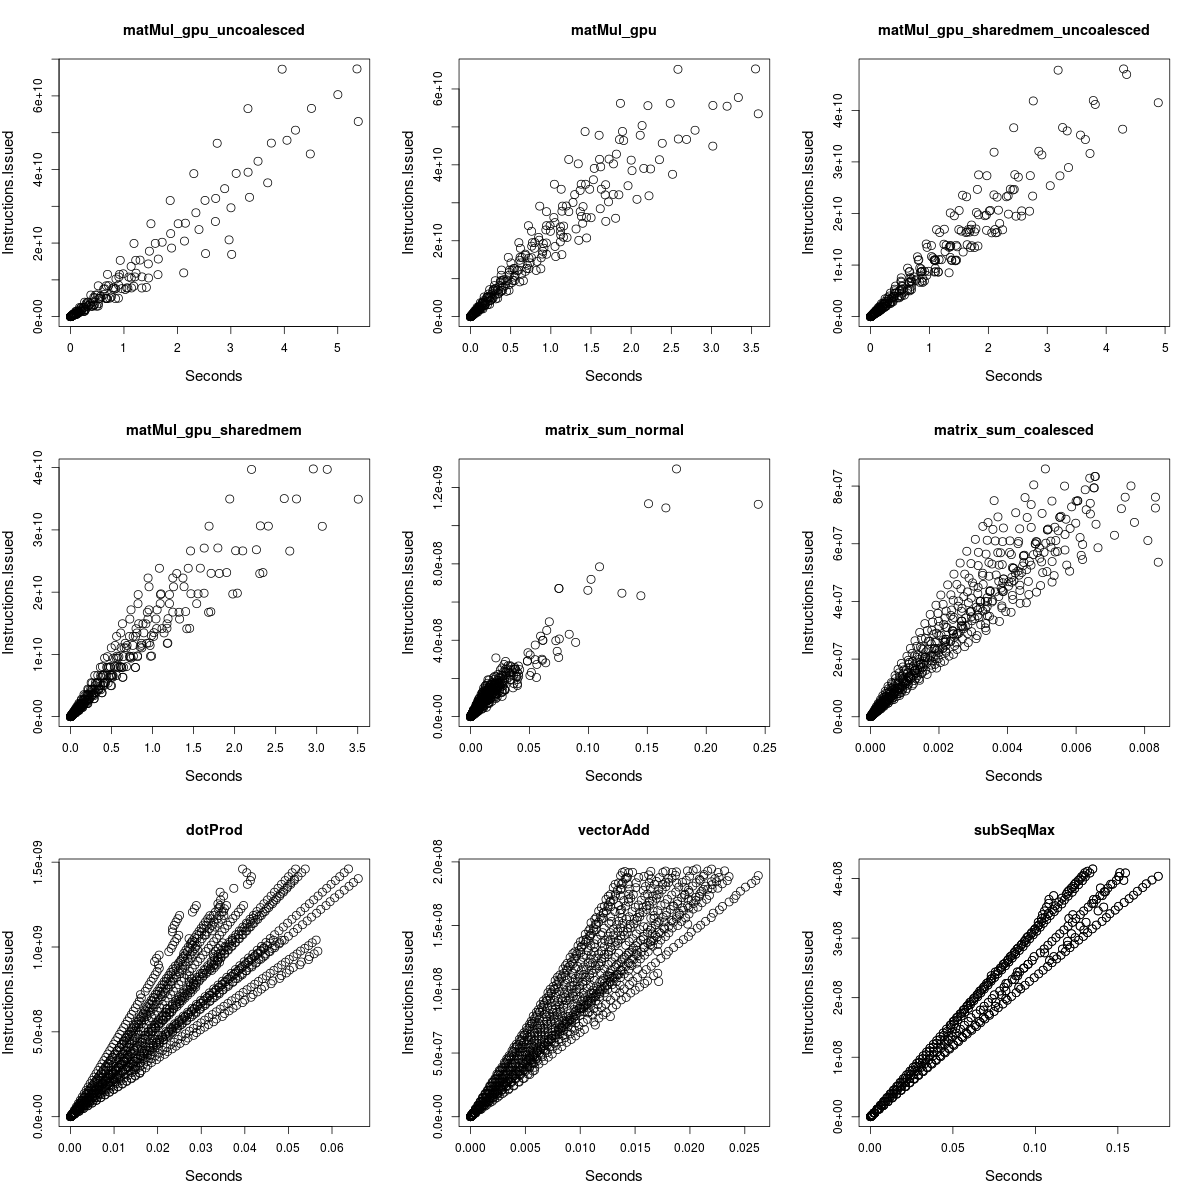 matMul_gpu_uncoalesced
Instructions.Issued
0e+00 2e+10 4e+10 6e+10
0 1 2 3 4 5
Seconds
matMul_gpu
Instructions.Issued
0e+00 2e+10 4e+10 6e+10
0.0 0.5 1.0 1.5 2.0 2.5 3.0 3.5
Seconds
matMul_gpu_sharedmem_uncoalesced
Instructions.Issued
0e+00 1e+10 2e+10 3e+10 4e+10
0 1 2 3 4 5
Seconds
matMul_gpu_sharedmem
Instructions.Issued
0e+00 1e+10 2e+10 3e+10 4e+10
0.0 0.5 1.0 1.5 2.0 2.5 3.0 3.5
Seconds
matrix_sum_normal
Instructions.Issued
0.0e+00 4.0e+08 8.0e+08 1.2e+09
0.00 0.05 0.10 0.15 0.20 0.25
Seconds
matrix_sum_coalesced
Instructions.Issued
0e+00 2e+07 4e+07 6e+07 8e+07
0.000 0.002 0.004 0.006 0.008
Seconds
dotProd
Instructions.Issued
0.0e+00 5.0e+08 1.0e+09 1.5e+09
0.00 0.01 0.02 0.03 0.04 0.05 0.06
Seconds
vectorAdd
Instructions.Issued
0.0e+00 5.0e+07 1.0e+08 1.5e+08 2.0e+08
0.000 0.005 0.010 0.015 0.020 0.025
Seconds
subSeqMax
Instructions.Issued
0e+00 1e+08 2e+08 3e+08 4e+08
0.00 0.05 0.10 0.15
Seconds